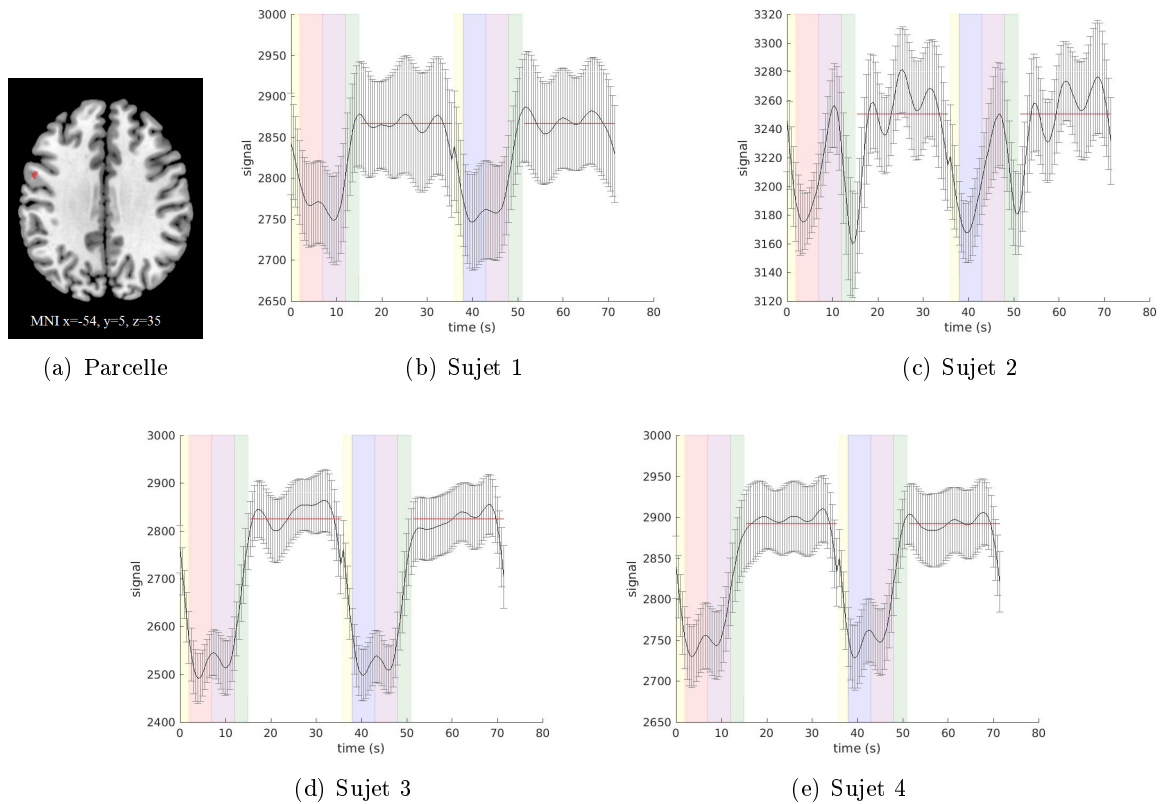 MNI x=-54, y=5, z=35
(a) Parcelle
3000
2950
2900
2850
2800
2750
2700
2650
signal
0 10 20 30 40 50 60 70 80
time (s)
(b) Sujet 1
3320
3300
3280
3260
3240
3220
3200
3180
3160
3140
3120
signal
0 10 20 30 40 50 60 70 80
time (s)
(c) Sujet 2
3000
2900
2800
2700
2600
2500
2400
signal
0 10 20 30 40 50 60 70 80
time (s)
(d) Sujet 3
3000
2950
2900
2850
2800
2750
2700
2650
signal
0 10 20 30 40 50 60 70 80
time (s)
(e) Sujet 4